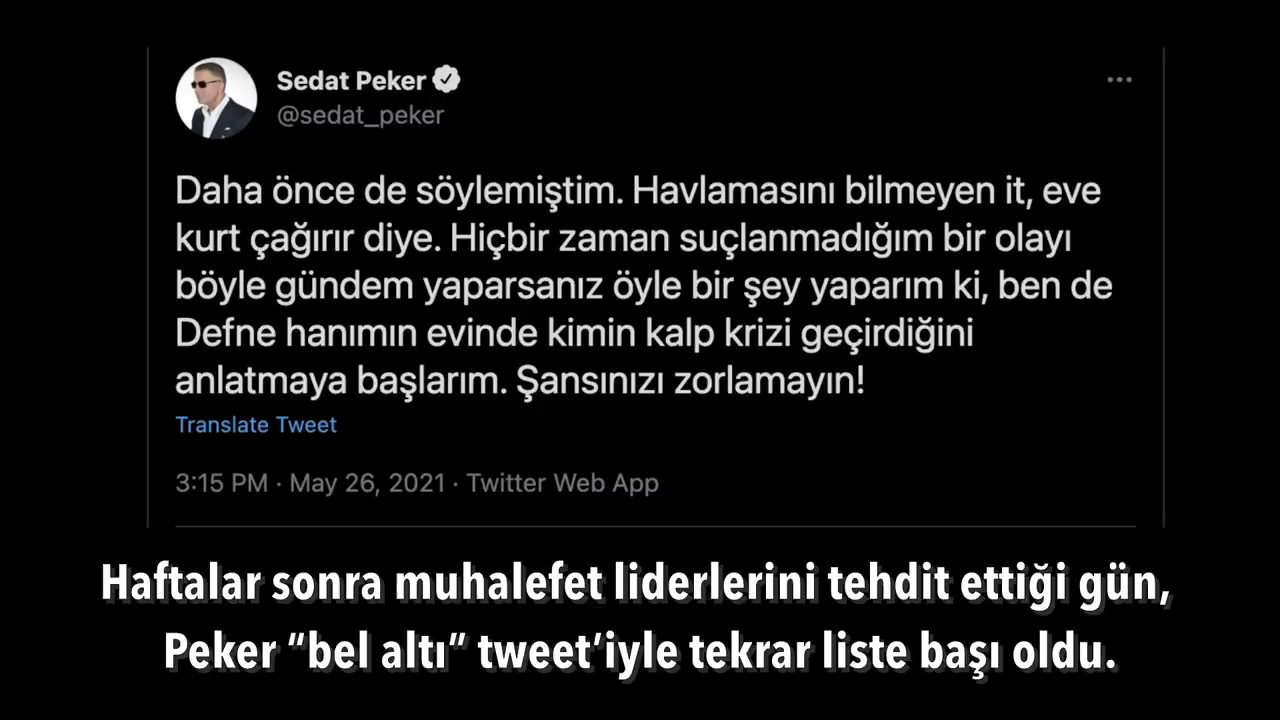 Sedat Peker
@sedat_peker
Daha önce de söylemiştim. Havlamasını bilmeyen it, eve
kurt çağırır diye. Hiçbir zaman suçlanmadığım bir olayı
böyle gündem yaparsanız öyle bir şey yaparım ki, ben de
Defne hanımın evinde kimin kalp krizi geçirdiğini
anlatmaya başlarım. Şansınızı zorlamayın!
Translate Tweet
3:15 PM · May 26, 2021 · Twitter Web App
Haftalar sonra muhalefet liderlerini tehdit ettiği gün,
Peker “bel altı” tweet’iyle tekrar liste başı oldu.